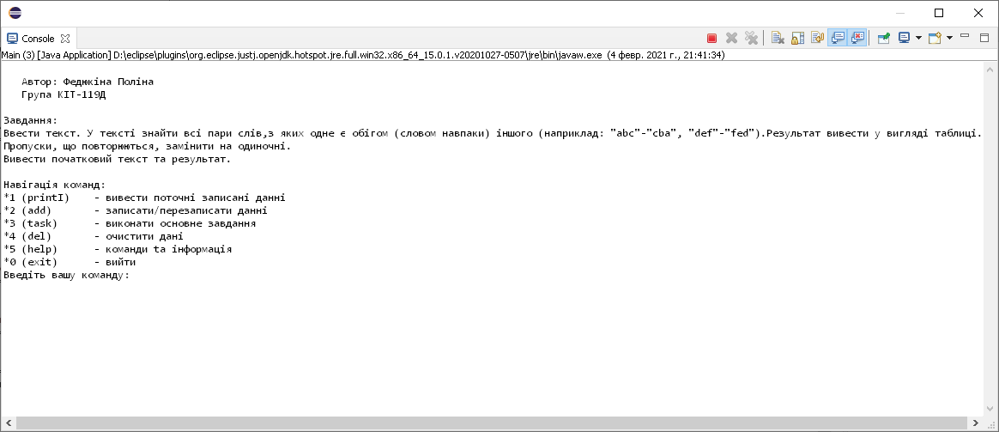 Console
Main (3) [Java Application] D:\eclipse\plugins\org.eclipse.justj.openjdk.hotspot.jre.full.win32.x86_64_15.0.1.v20201027-0507\jre\bin\javaw.exe (4 февр. 2021 г., 21:41:34)
Автор: Федюкіна Поліна
Група КІТ-119Д
Завдання:
Ввести текст. У тексті знайти всі пари слів,з яких одне є обігом (словом навпаки) іншого (наприклад: "abc"-"cba", "def"-"fed").Результат вивести у вигляді таблиці.
Пропуски, що повторюються, замінити на одиночні.
Вивести початковий текст та результат.
Навігація команд:
*1 (printI) - вивести поточні записані данні
*2 (add) - записати/перезаписати данні
*3 (task) - виконати основне завдання
*4 (del) - очистити дані
*5 (help) - команди ta інформація
*0 (exit) - вийти
Введіть вашу команду: